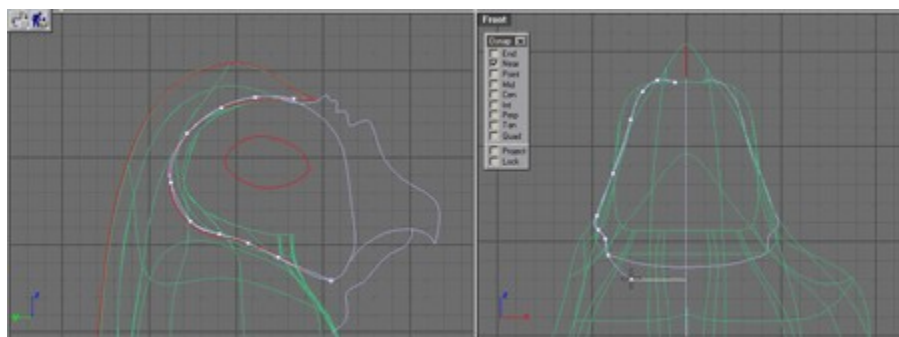 Front
Osnap
End
Near
Point
Mid
Cen
Int
Perp
Tan
Quad
Project
Lock